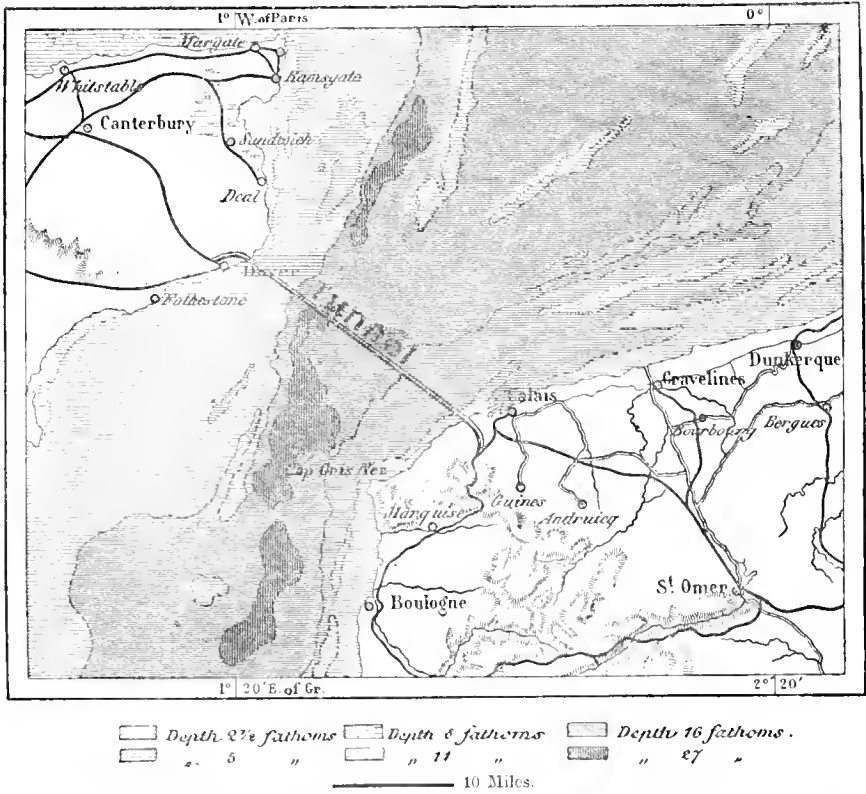 1° W. of Paris
0°
Margate
Whitstable
Ramsgate
Canterbury
Sandwich
Deal
Dover
Folkestone
Tunnel
Dunkerque
Gravelines
Calais
Bourbourg
Bergues
Cap Gris Nez
Guines
Marquise
Andruicq
St. Omer
Boulogne
1° 20' E. of Gr.
2° 20'
Depth 2½ fathoms
Depth 8 fathoms
Depth 16 fathoms.
„ 5 „
„ 11 „
„ 27 „
10 Miles.